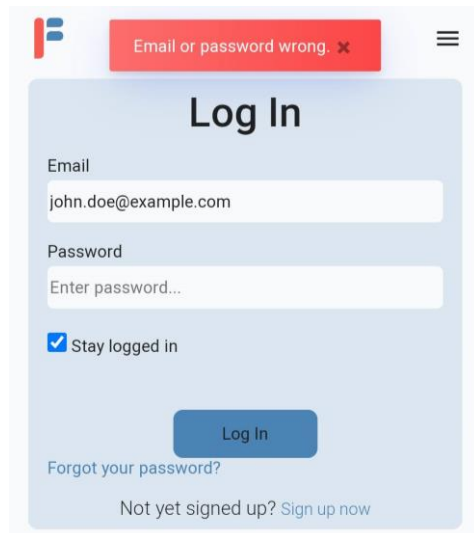 Email or password wrong. ×
Log In
Email
john.doe@example.com
Password
Enter password...
Stay logged in
Log In
Forgot your password?
Not yet signed up? Sign up now